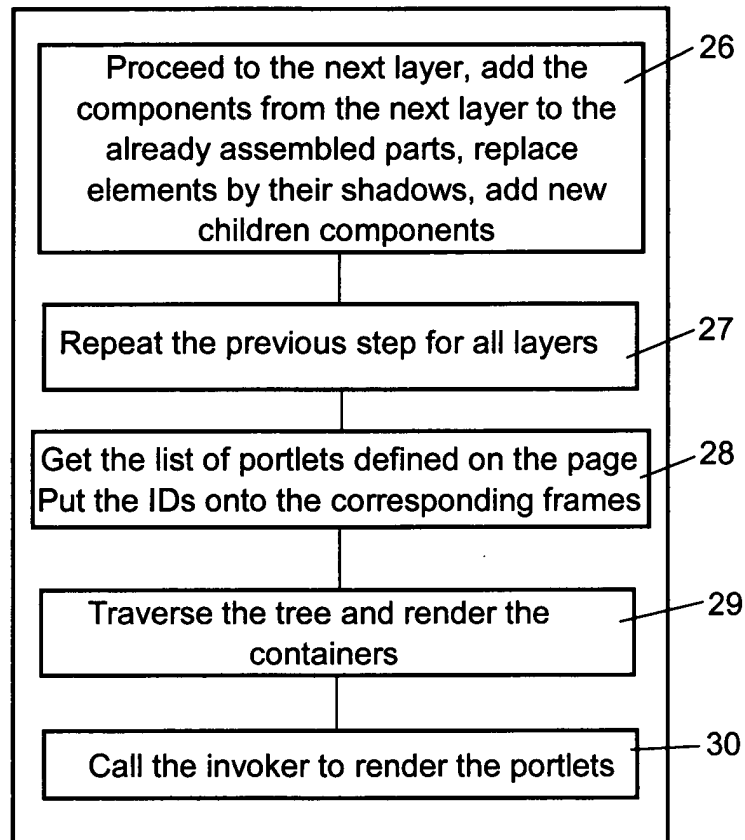 Proceed to the next layer, add the
components from the next layer to the
already assembled parts, replace
elements by their shadows, add new
children components
26
Repeat the previous step for all layers
27
Get the list of portlets defined on the page
Put the IDs onto the corresponding frames
28
Traverse the tree and render the
containers
29
Call the invoker to render the portlets
30